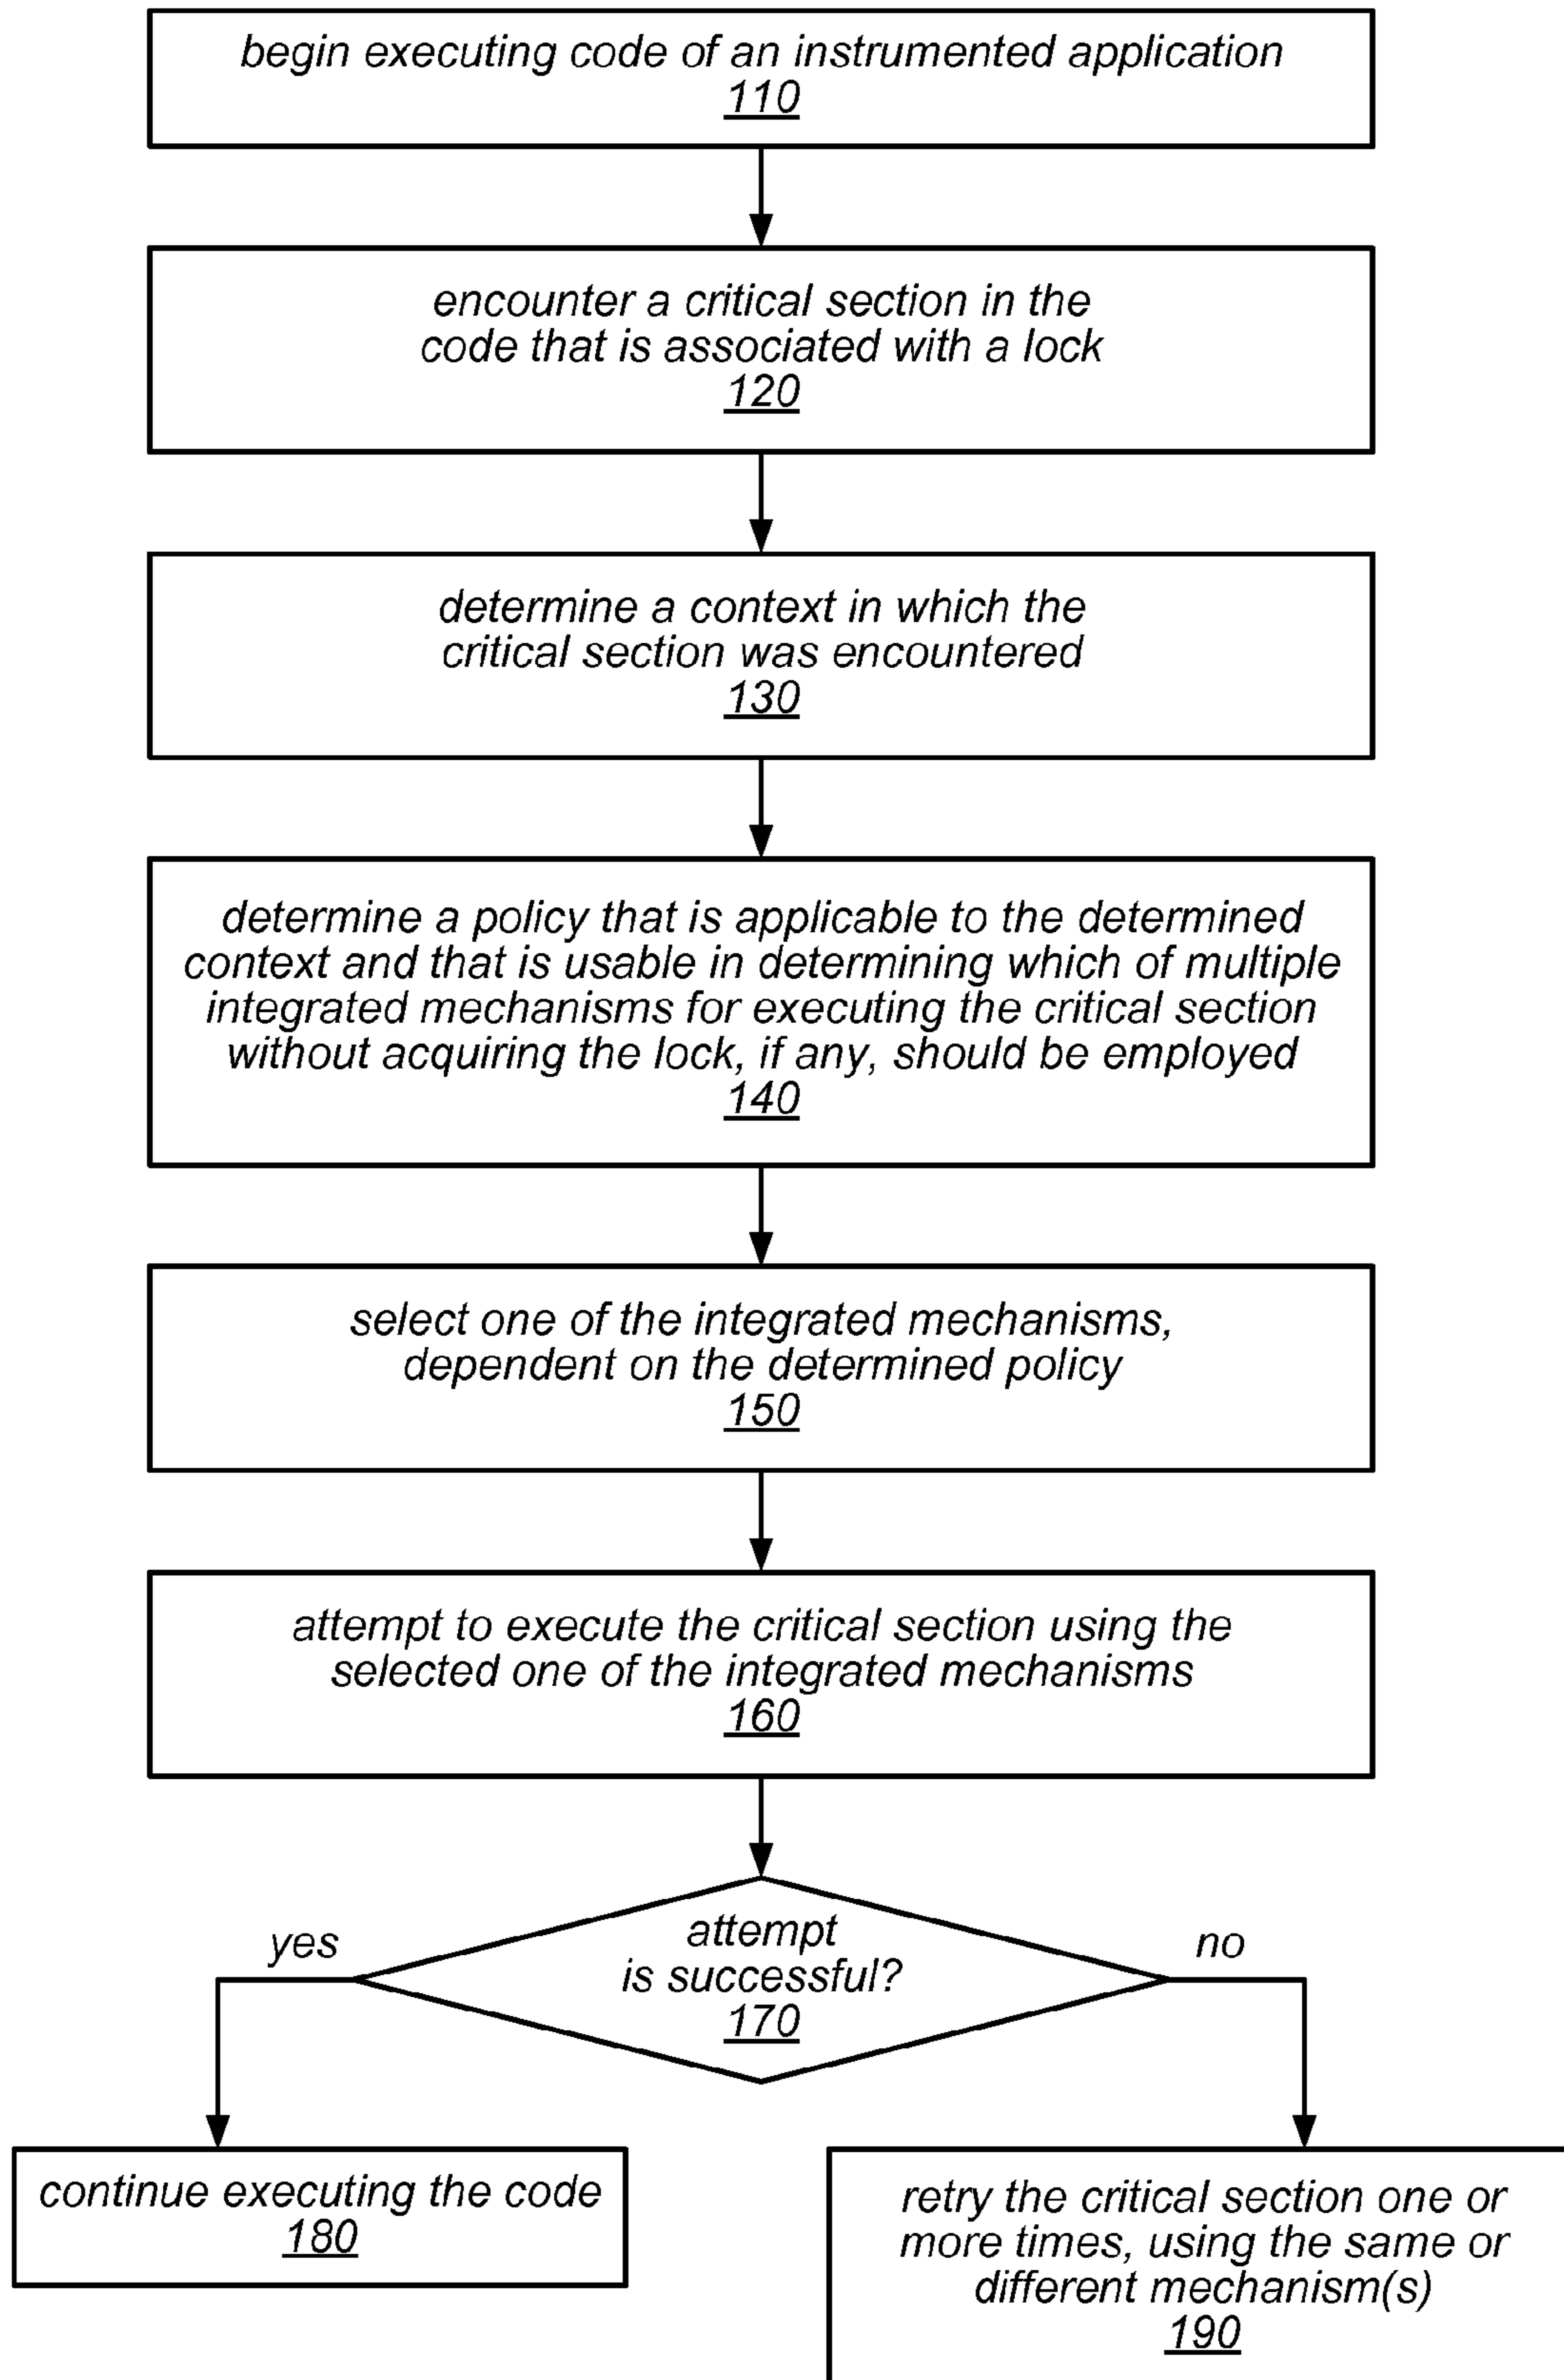 begin executing code of an instrumented application
110
encounter a critical section in the
code that is associated with a lock
120
determine a context in which the
critical section was encountered
130
determine a policy that is applicable to the determined
context and that is usable in determining which of multiple
integrated mechanisms for executing the critical section
without acquiring the lock, if any, should be employed
140
select one of the integrated mechanisms,
dependent on the determined policy
150
attempt to execute the critical section using the
selected one of the integrated mechanisms
160
attempt
is successful?
170
yes
no
continue executing the code
180
retry the critical section one or
more times, using the same or
different mechanism(s)
190